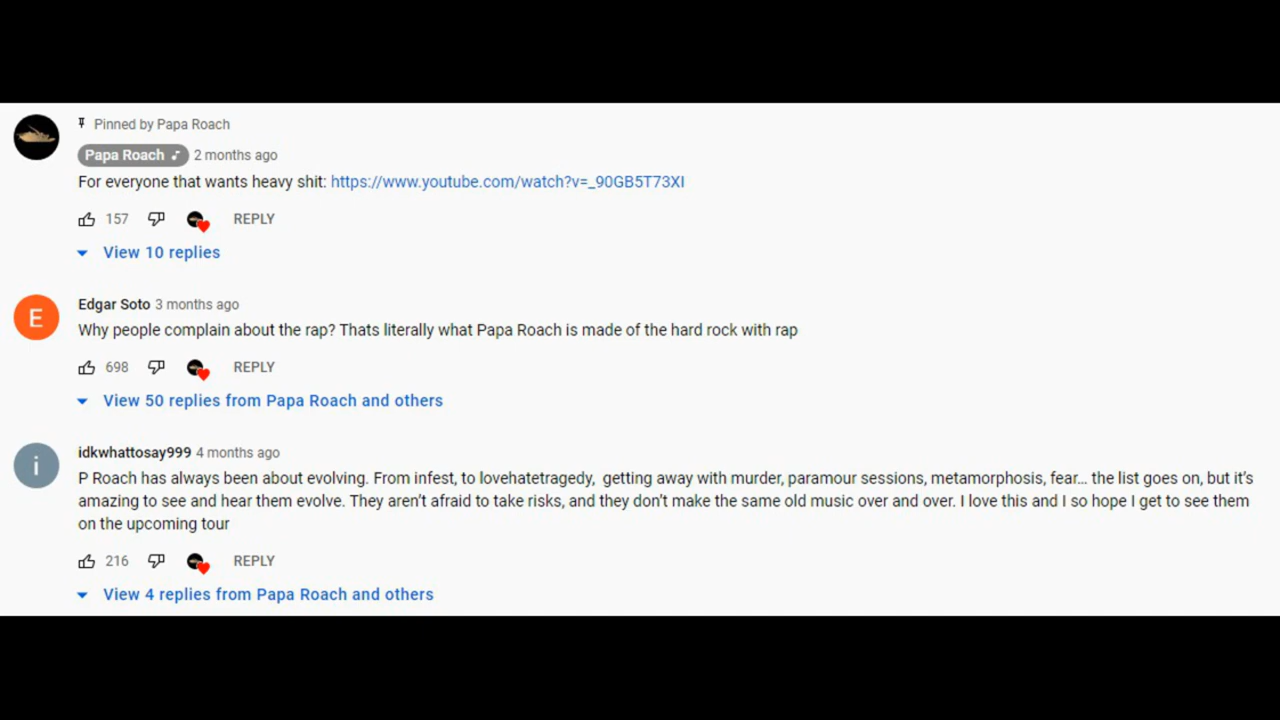 Pinned by Papa Roach
Papa Roach 2 months ago
For everyone that wants heavy shit: https://www.youtube.com/watch?v=_90GB5T73XI
157 REPLY
View 10 replies
E
Edgar Soto 3 months ago
Why people complain about the rap? Thats literally what Papa Roach is made of the hard rock with rap
698 REPLY
View 50 replies from Papa Roach and others
i
idkwhattosay999 4 months ago
P Roach has always been about evolving. From infest, to lovehatetragedy,  getting away with murder, paramour sessions, metamorphosis, fear... the list goes on, but it's
amazing to see and hear them evolve. They aren't afraid to take risks, and they don't make the same old music over and over. I love this and I so hope I get to see them
on the upcoming tour
216 REPLY
View 4 replies from Papa Roach and others